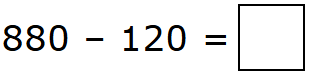 880 – 120 =